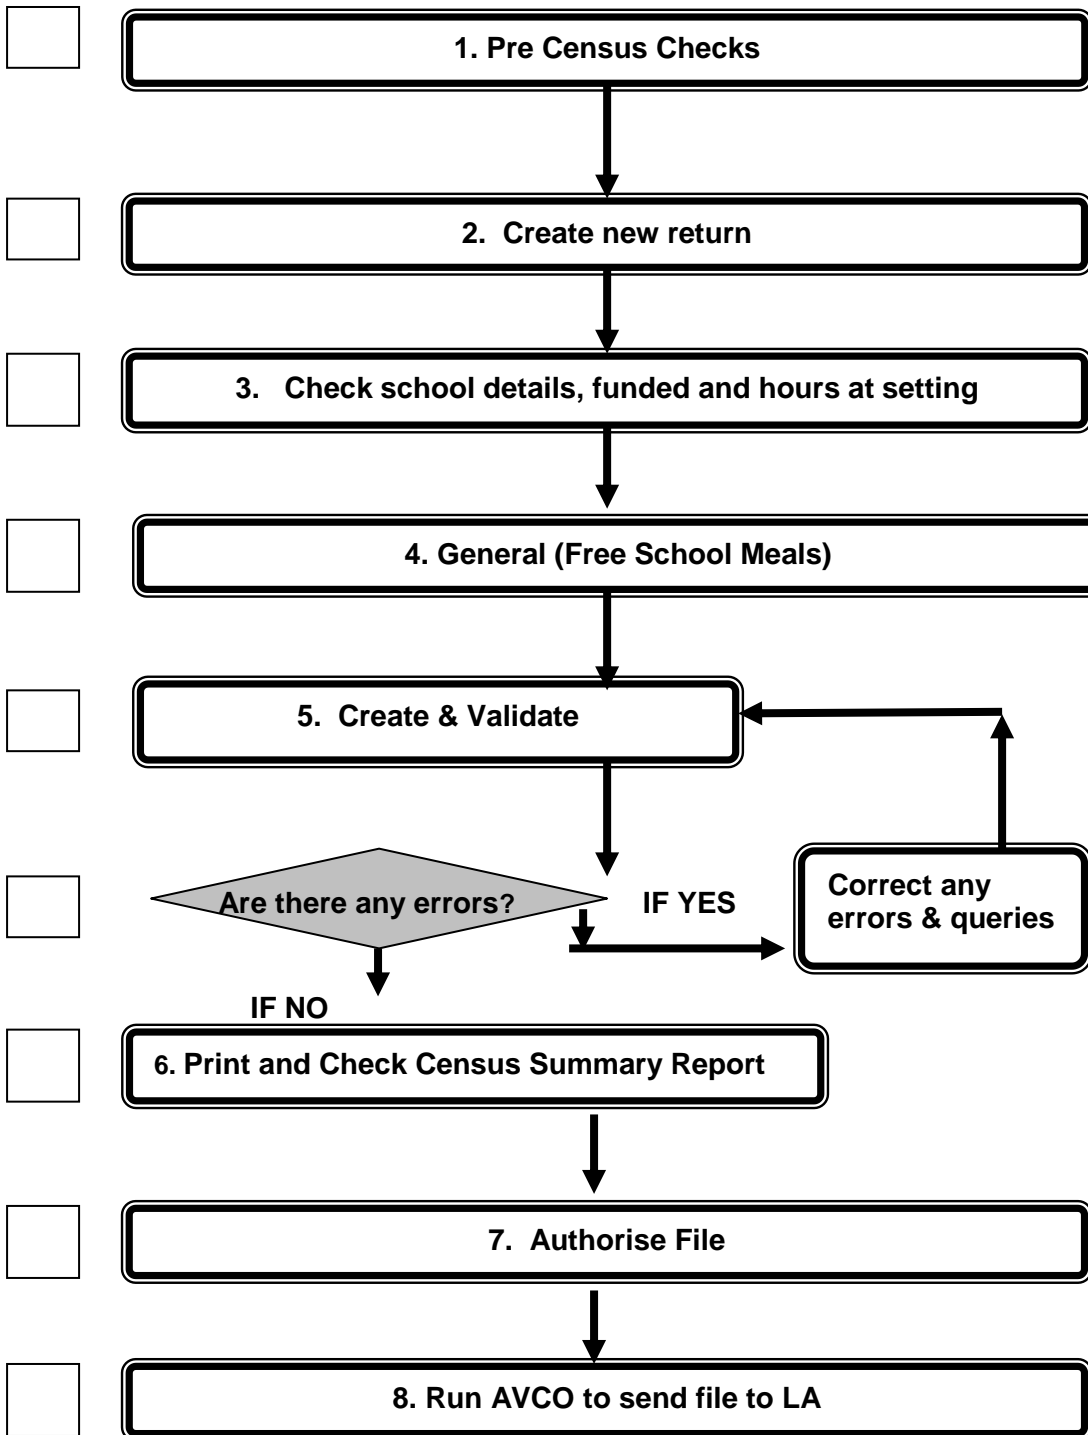 1. Pre Census Checks
2. Create new return
3. Check school details, funded and hours at setting
4. General (Free School Meals)
5. Create & Validate
Are there any errors?
IF YES
Correct any
errors & queries
IF NO
6. Print and Check Census Summary Report
7. Authorise File
8. Run AVCO to send file to LA